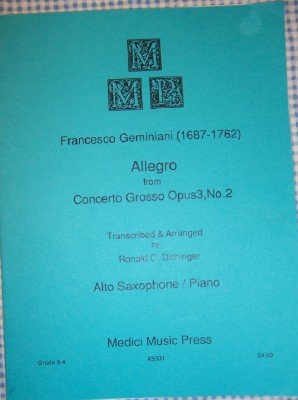 M
M M P
Francesco Geminiani (1687-1762)
Allegro
from
Concerto Grosso Opus3,No.2
Transcribed & Arranged
by
Ronald C. Dishinger
Alto Saxophone / Piano
Medici Music Press
Grade 3-4 AS331 $4.00